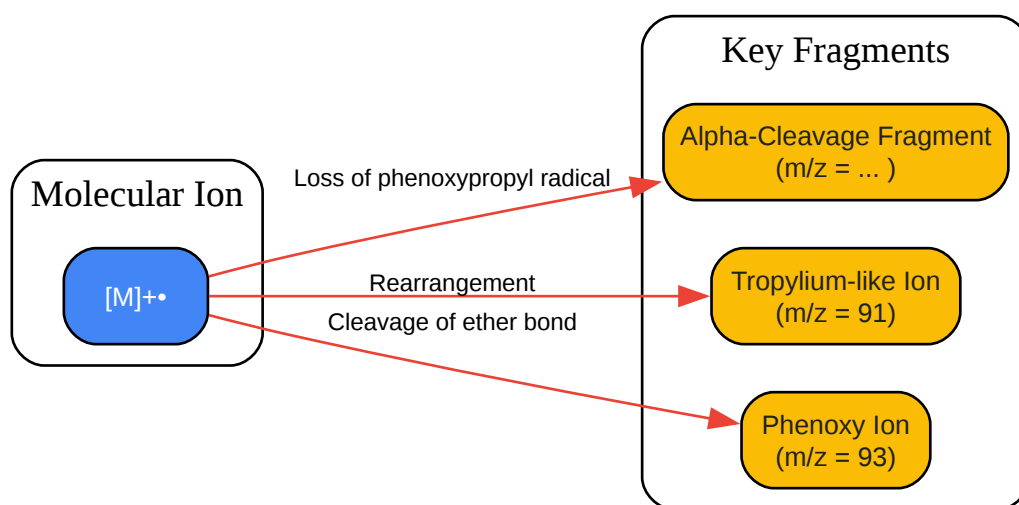 Key Fragments
Alpha-Cleavage Fragment
(m/z = ... )
Loss of phenoxypropyl radical
Molecular Ion
[M]+•
Rearrangement
Tropylium-like Ion
(m/z = 91)
Cleavage of ether bond
Phenoxy Ion
(m/z = 93)